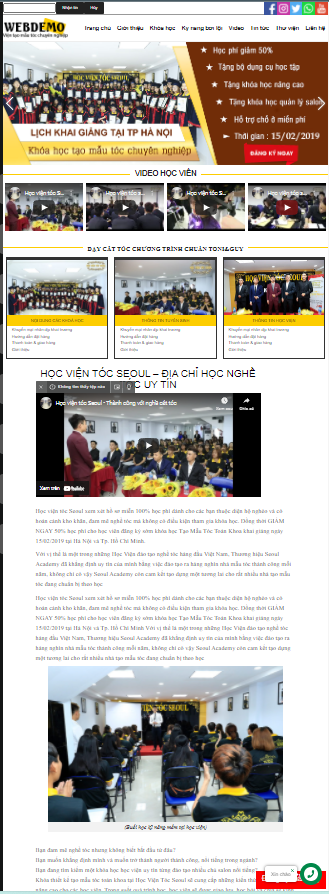 Nhận tin Hủy
WEBDEMO
Viện tạo mẫu tóc chuyên nghiệp
Trang chủ Giới thiệu Khóa học Kỷ năng bơi lội Video Tin tức Thư viện Liên hệ
★ Học phí giảm 50%
★ Tặng bộ dụng cụ học tập
★ Tặng khóa học nâng cao
★ Tặng khóa học quản lý salon
★ Hổ trợ chỗ ở miễn phí
► Thời gian : 15/02/2019
LỊCH KHAI GIẢNG TẠI TP HÀ NỘI
Khóa học tạo mẫu tóc chuyên nghiệp
ĐĂNG KÝ NGAY
VIDEO HỌC VIÊN
Học viện tóc S... Học viện tóc S... Học viện tóc S... Học viện tóc s...
DẠY CẮT TÓC CHƯƠNG TRÌNH CHUẨN TONI&GUY
NỘI DUNG CÁC KHÓA HỌC THÔNG TIN TUYỂN SINH THÔNG TIN HỌC VIÊN
Khuyến mại nhân dịp khai trương Khuyến mại nhân dịp khai trương Khuyến mại nhân dịp khai trương
Hướng dẫn đặt hàng Hướng dẫn đặt hàng Hướng dẫn đặt hàng
Thanh toán & giao hàng Thanh toán & giao hàng Thanh toán & giao hàng
Giới thiệu Giới thiệu Giới thiệu
HỌC VIỆN TÓC SEOUL – ĐỊA CHỈ HỌC NGHỀ
UY TÍN
Không tìm thấy tệp nào
Học viện tóc Seoul - Thành công với nghề cắt tóc
Chia sẻ
Xem trên YouTube
Học viện tóc Seoul xem xét hồ sơ miễn 100% học phí dành cho các bạn thuộc diện hộ nghèo và có
hoàn cảnh khó khăn, đam mê nghề tóc mà không có điều kiện tham gia khóa học. Đồng thời GIẢM
NGAY 50% học phí cho học viên đăng ký sớm khóa học Tạo Mẫu Tóc Toàn Khóa khai giảng ngày
15/02/2019 tại Hà Nội và Tp. Hồ Chí Minh.
Với vị thế là một trong những Học Viện đào tạo nghề tóc hàng đầu Việt Nam, Thương hiệu Seoul
Academy đã khẳng định uy tín của mình bằng việc đào tạo ra hàng nghìn nhà mẫu tóc thành công mỗi
năm, không chỉ có vậy Seoul Academy còn cam kết tạo dựng một tương lai cho rất nhiều nhà tạo mẫu
tóc đang chuẩn bị theo học
Học viện tóc Seoul xem xét hồ sơ miễn 100% học phí dành cho các bạn thuộc diện hộ nghèo và có
hoàn cảnh khó khăn, đam mê nghề tóc mà không có điều kiện tham gia khóa học. Đồng thời GIẢM
NGAY 50% học phí cho học viên đăng ký sớm khóa học Tạo Mẫu Tóc Toàn Khóa khai giảng ngày
15/02/2019 tại Hà Nội và Tp. Hồ Chí Minh Với vị thế là một trong những Học Viện đào tạo nghề tóc
hàng đầu Việt Nam, Thương hiệu Seoul Academy đã khẳng định uy tín của mình bằng việc đào tạo ra
hàng nghìn nhà mẫu tóc thành công mỗi năm, không chỉ có vậy Seoul Academy còn cam kết tạo dựng
một tương lai cho rất nhiều nhà tạo mẫu tóc đang chuẩn bị theo học
HỌC VIỆN TÓC SEOUL
(Buổi học kỹ năng mềm tại học viện)
Bạn đam mê nghề tóc nhưng không biết bắt đầu từ đâu?
Bạn muốn khẳng định mình và muốn trở thành người thành công, nổi tiếng trong ngành?
Bạn đang tìm kiếm một khóa học học viện uy tín từng đào tạo nhiều chủ salon nổi tiếng
Khóa thiết kế tạo mẫu tóc khóa tại Học Viện Tóc Seoul sẽ cung cấp những kiến thức
Xin chào